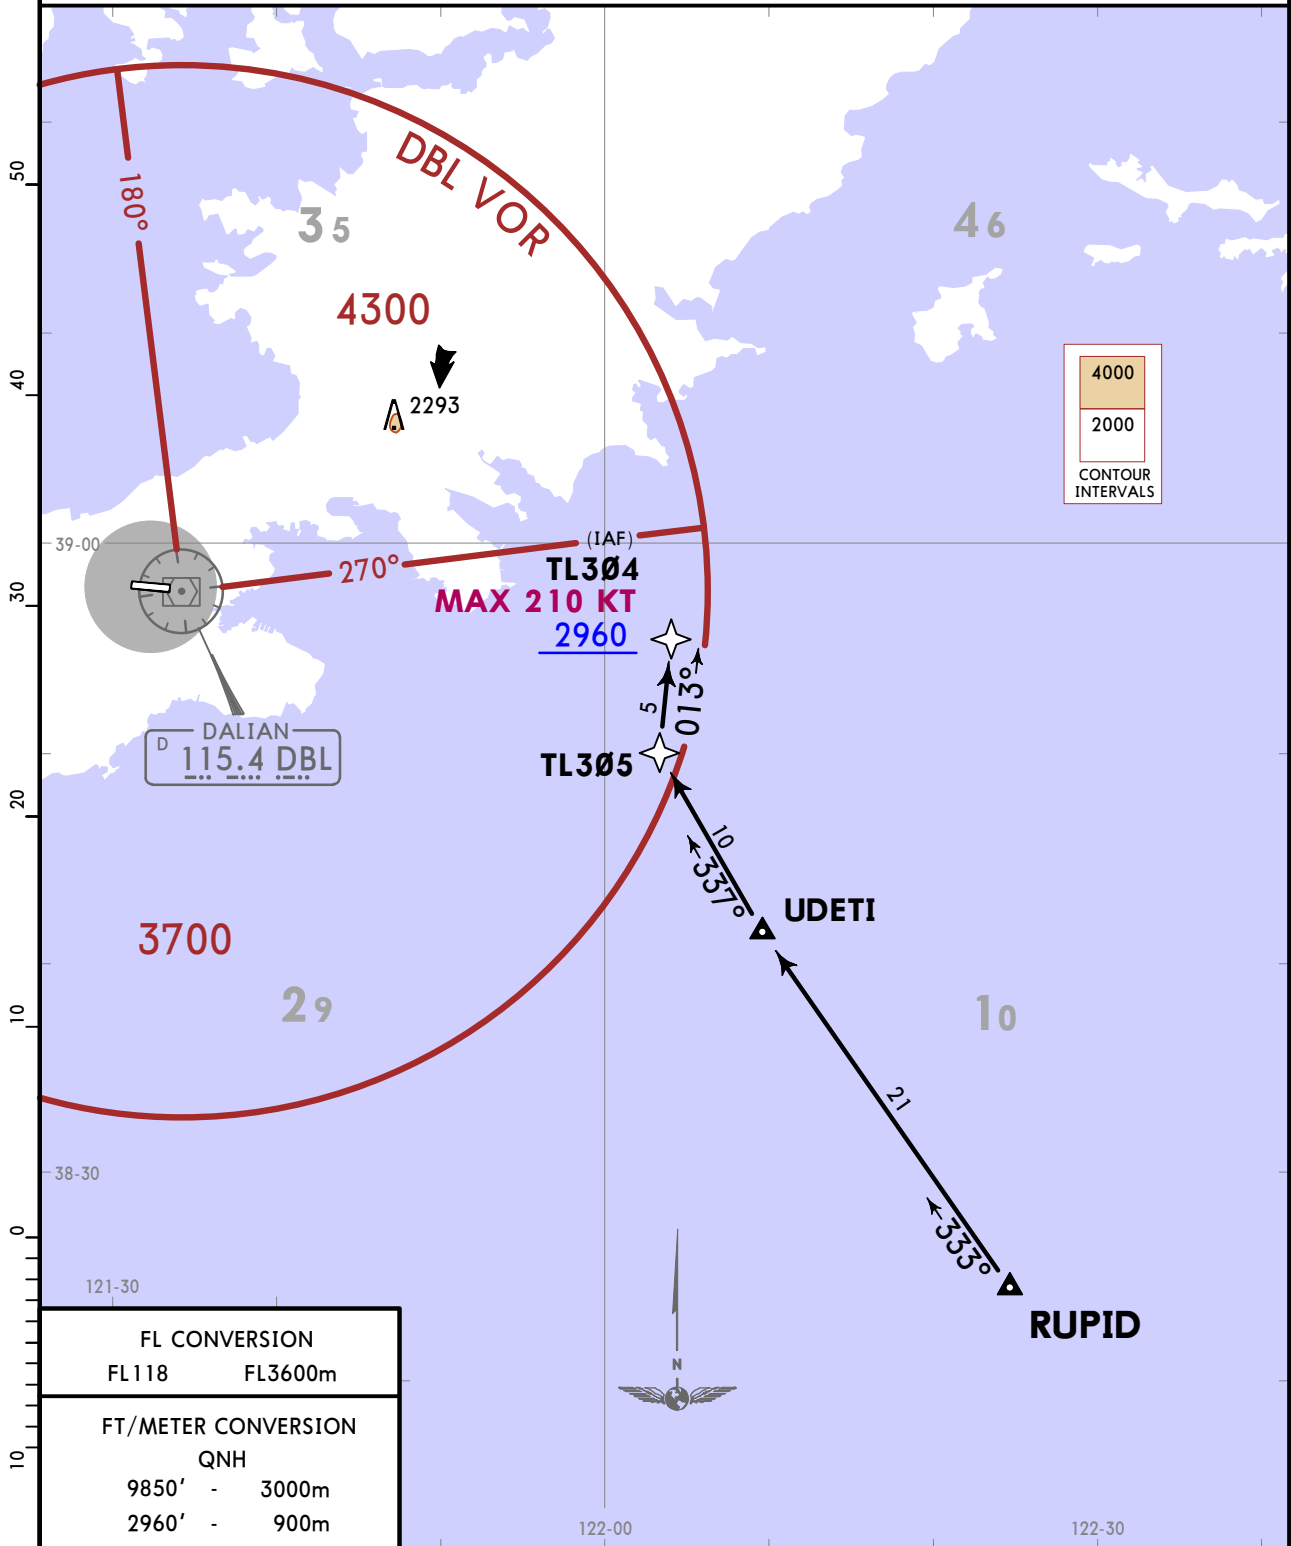 50
180°
DBL VOR
35
46
4300
40
2293
4000
2000
CONTOUR
INTERVALS
39-00
(IAF)
270°
TL3Ø4
30
MAX 210 KT
2960
013°
5
DALIAN
D 115.4 DBL
TL3Ø5
20
10
337°
UDETI
3700
29
10
10
21
38-30
0
333°
121-30
RUPID
FL CONVERSION
FL118 FL3600m
N
FT/METER CONVERSION
QNH
10
9850' - 3000m
2960' - 900m
122-00
122-30